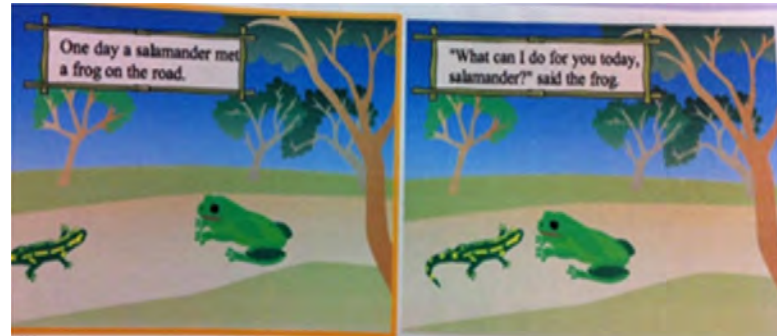 One day a salamander met
a frog on the road.
"What can I do for you today,
salamander?" said the frog.